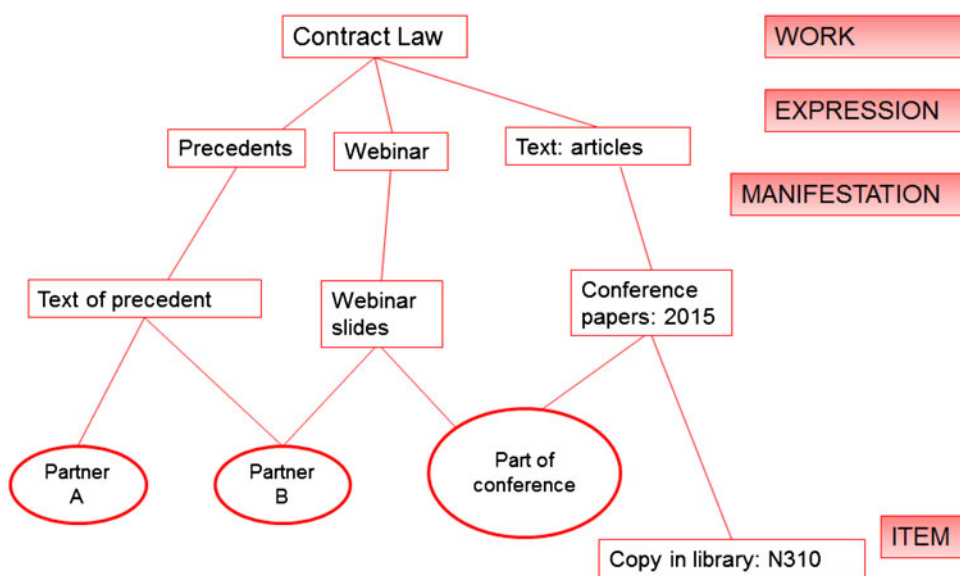 Contract Law
WORK
EXPRESSION
Precedents
Webinar
Text: articles
MANIFESTATION
Text of precedent
Webinar
slides
Conference
papers: 2015
Partner
A
Partner
B
Part of
conference
ITEM
Copy in library: N310